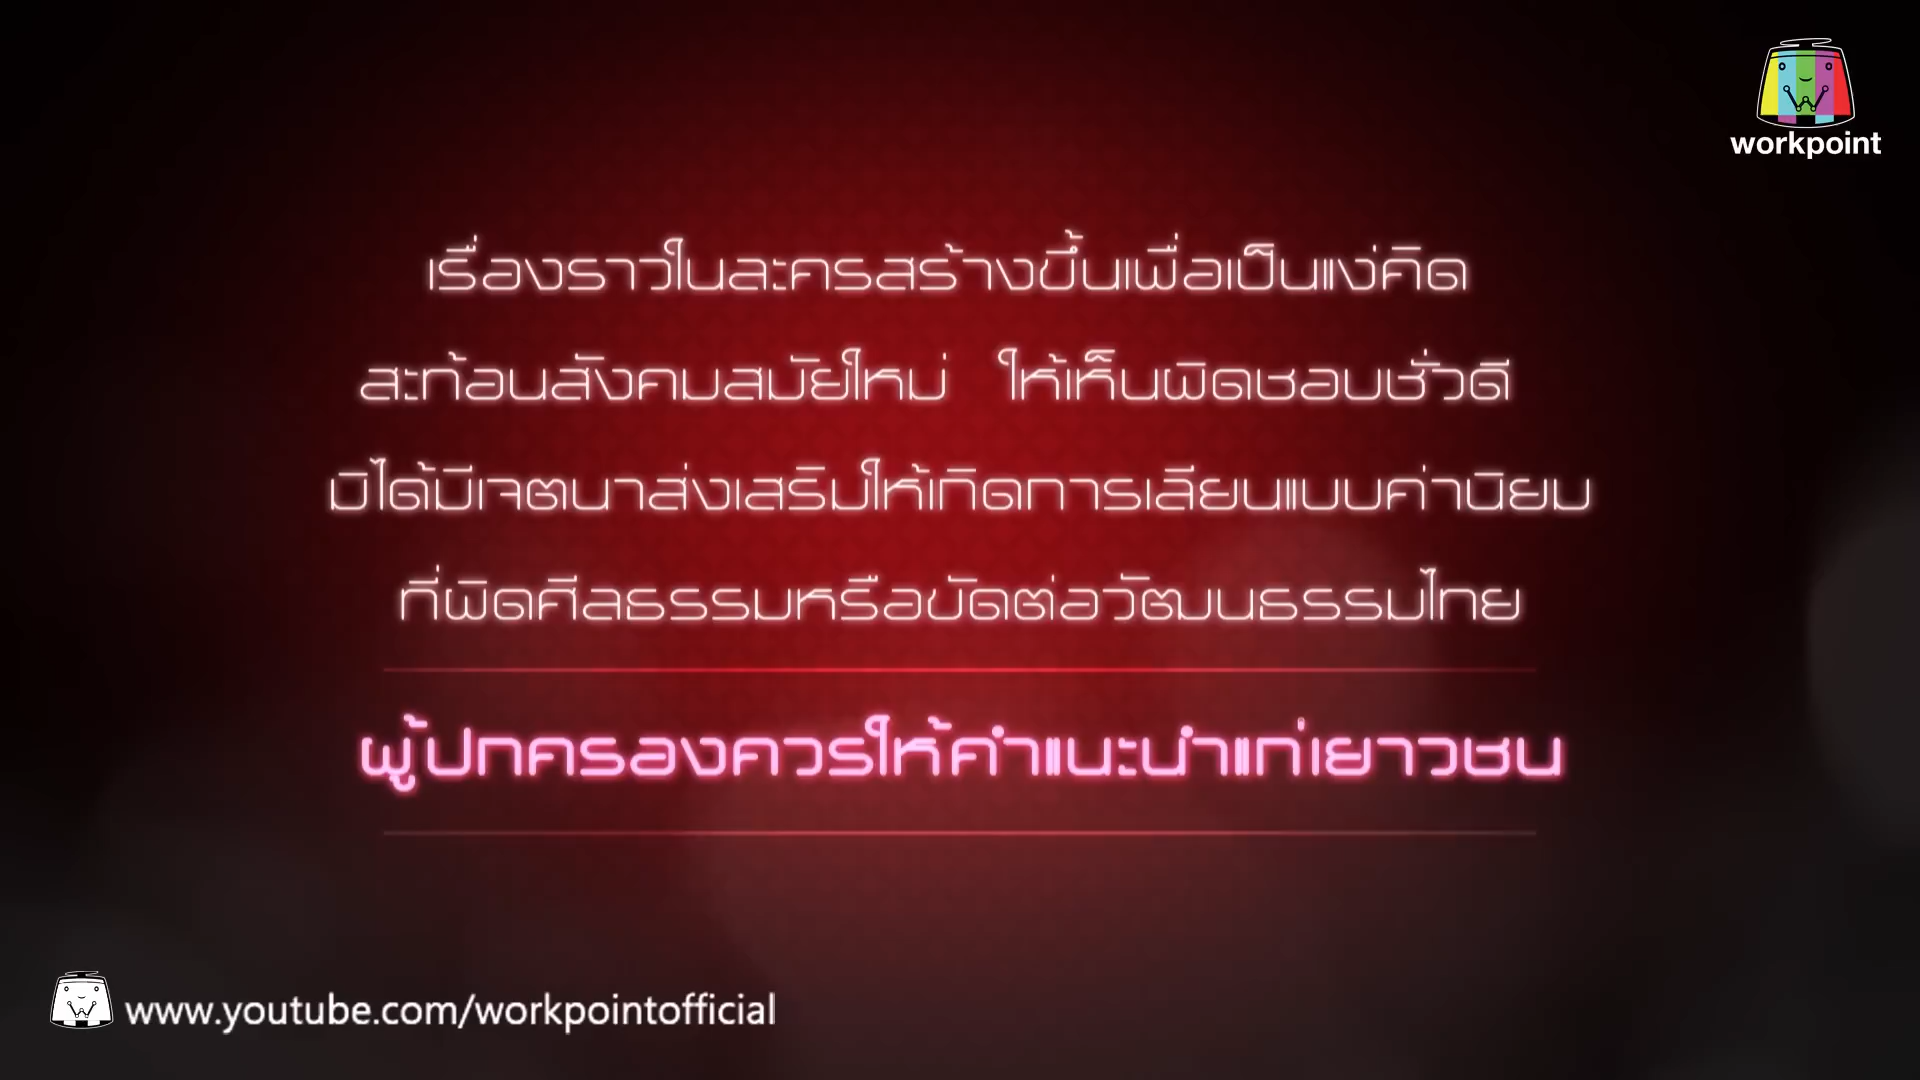 workpoint
เรื่องราวในละครสร้างขึ้นเพื่อเป็นแง่คิด
สะท้อนสังคมสมัยใหม่ ให้เห็นผิดชอบชั่วดี
มิได้มีเจตนาส่งเสริมให้เกิดการเลียนแบบค่านิยม
ที่ผิดศีลธรรมหรือขัดต่อวัฒนธรรมไทย
ผู้ปกครองควรให้คำแนะนำแก่เยาวชน
www.youtube.com/workpointofficial